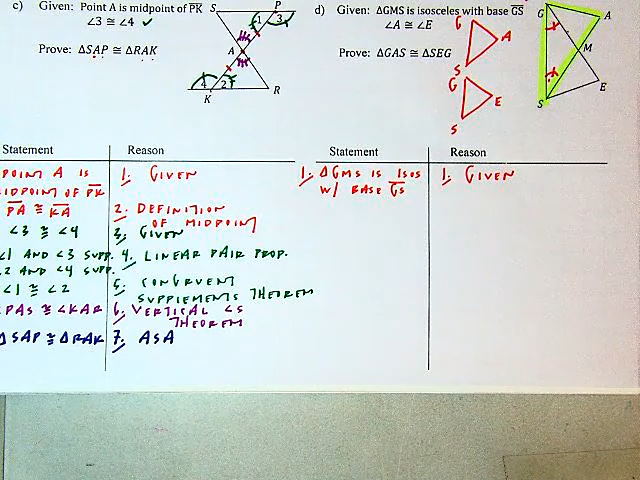 c) Given: Point A is midpoint of PK
∠3 ≅ ∠4 ✓
Prove: ΔSAP ≅ ΔRAK
S P
1 3
A
4 2
K R
Statement Reason
POINT A IS 1. GIVEN
MIDPOINT OF PK
PA ≅ KA 2. DEFINITION
OF MIDPOINT
∠3 ≅ ∠4 3. GIVEN
∠1 AND ∠3 SUPP. 4. LINEAR PAIR PROP.
∠2 AND ∠4 SUPP.
∠1 ≅ ∠2 5. CONGRUENT
SUPPLEMENTS THEOREM
∠PAS ≅ ∠KAR 6. VERTICAL ∠S
THEOREM
ΔSAP ≅ ΔRAK 7. ASA
d) Given: ΔGMS is isosceles with base GS
∠A ≅ ∠E
Prove: ΔGAS ≅ ΔSEG
G
A
S
G
E
S
G A
M
E
S
Statement Reason
1. ΔGMS IS ISOS 1. GIVEN
W/ BASE GS